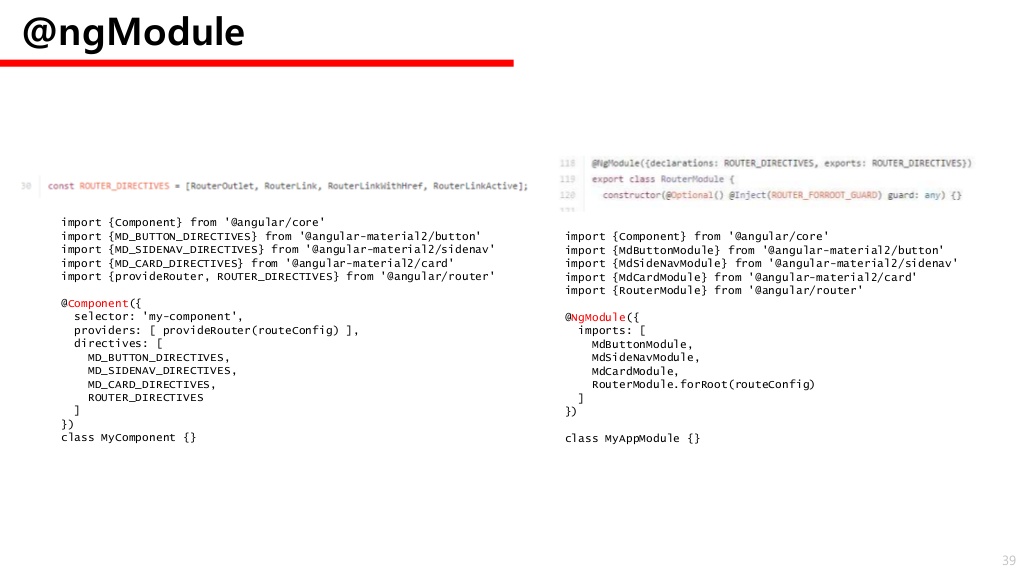 @ngModule
30 const ROUTER_DIRECTIVES = [RouterOutlet, RouterLink, RouterLinkWithHref, RouterLinkActive];
import {Component} from '@angular/core'
import {MD_BUTTON_DIRECTIVES} from '@angular-material2/button'
import {MD_SIDENAV_DIRECTIVES} from '@angular-material2/sidenav'
import {MD_CARD_DIRECTIVES} from '@angular-material2/card'
import {provideRouter, ROUTER_DIRECTIVES} from '@angular/router'
@Component({
selector: 'my-component',
providers: [ provideRouter(routeConfig) ],
directives: [
MD_BUTTON_DIRECTIVES,
MD_SIDENAV_DIRECTIVES,
MD_CARD_DIRECTIVES,
ROUTER_DIRECTIVES
]
})
class MyComponent {}
118 @NgModule({declarations: ROUTER_DIRECTIVES, exports: ROUTER_DIRECTIVES})
119 export class RouterModule {
120 constructor(@Optional() @Inject(ROUTER_FORROOT_GUARD) guard: any) {}
import {Component} from '@angular/core'
import {MdButtonModule} from '@angular-material2/button'
import {MdSideNavModule} from '@angular-material2/sidenav'
import {MdCardModule} from '@angular-material2/card'
import {RouterModule} from '@angular/router'
@NgModule({
imports: [
MdButtonModule,
MdSideNavModule,
MdCardModule,
RouterModule.forRoot(routeConfig)
]
})
class MyAppModule {}
39